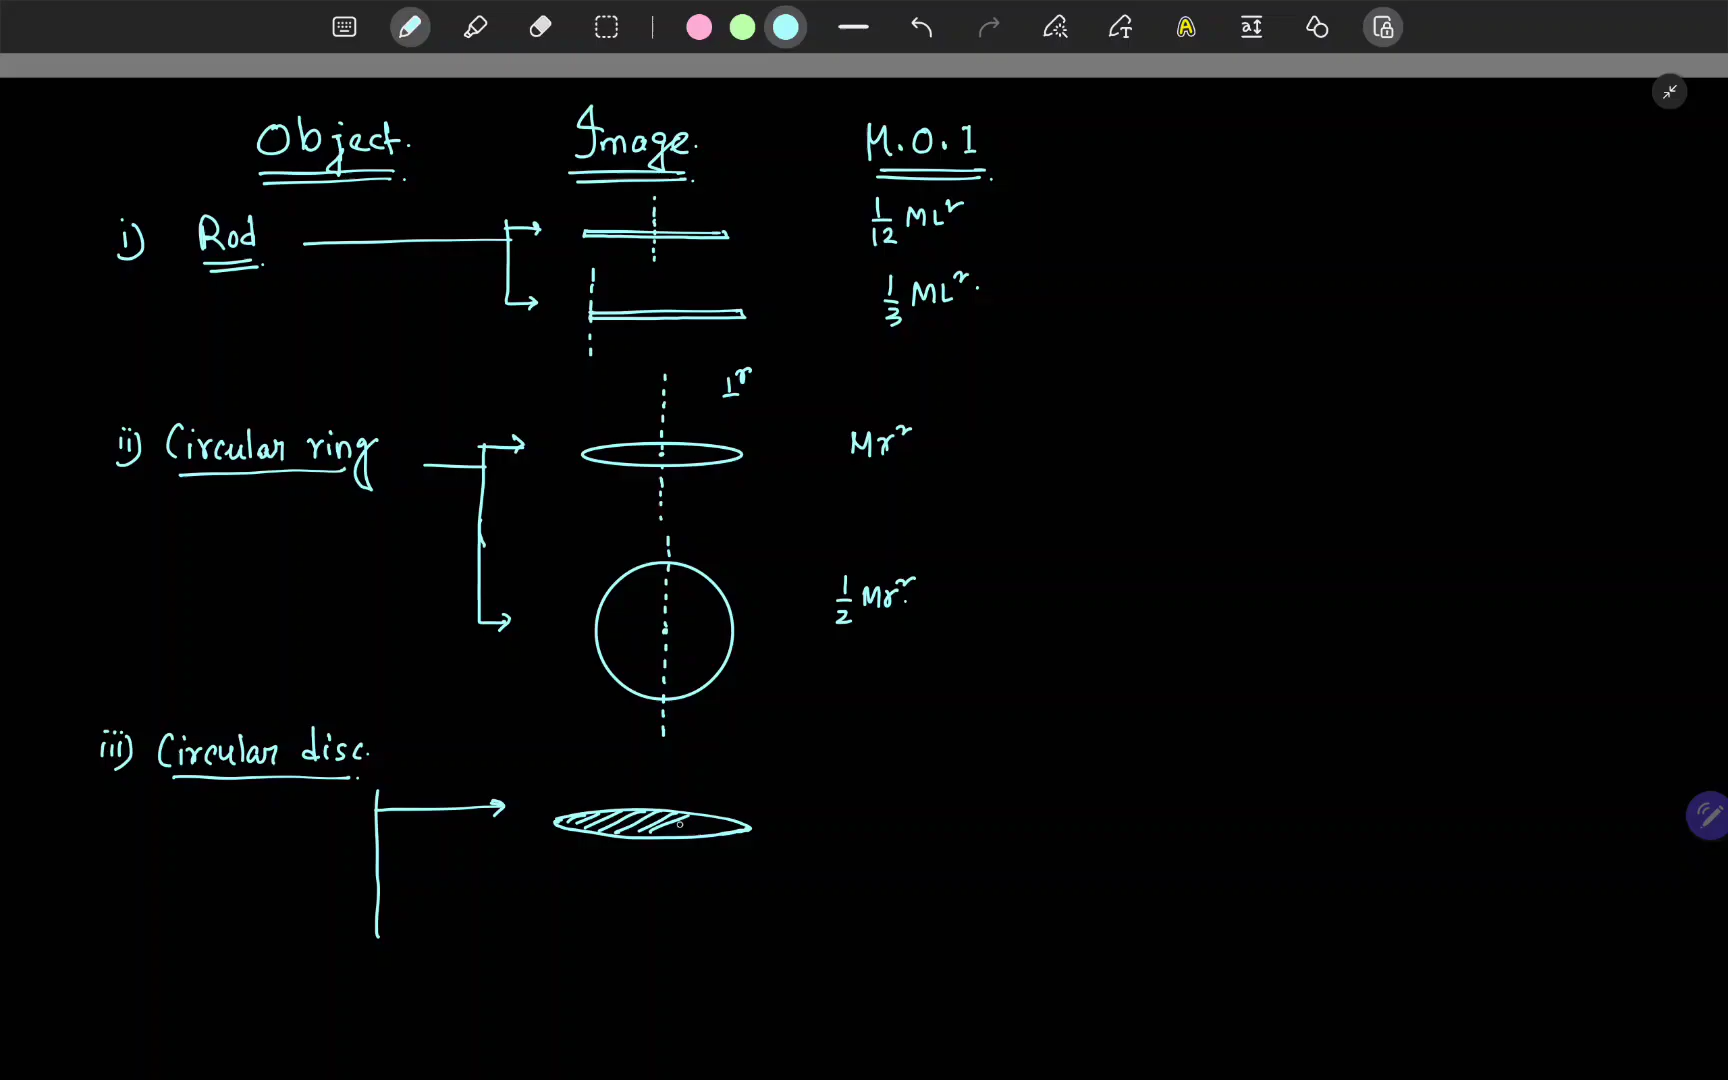 Object. Image. M.O.I
i) Rod 1/12 ML²
1/3 ML².
⊥r
ii) Circular ring Mr²
1/2 Mr².
iii) Circular disc.